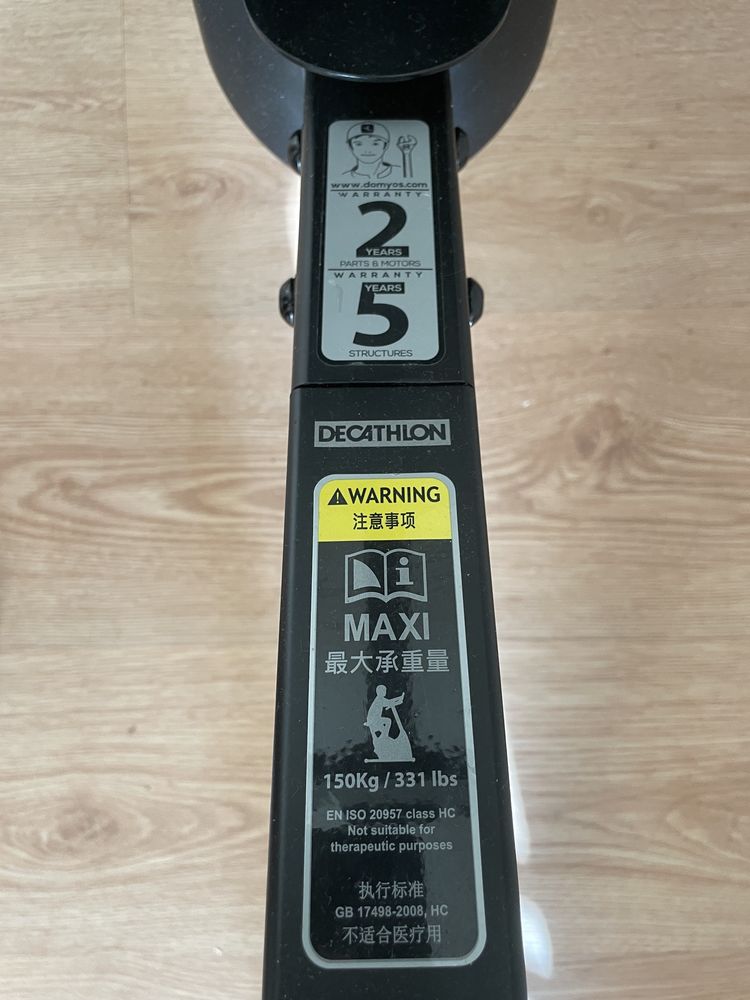 www.domyos.com
WARRANTY
2
YEARS
PARTS & MOTORS
WARRANTY
YEARS
5
STRUCTURES
DECATHLON
WARNING
注意事项
i
MAXI
最大承重量
150Kg / 331 lbs
EN ISO 20957 class HC
Not suitable for
therapeutic purposes
执行标准
GB 17498-2008, HC
不适合医疗用